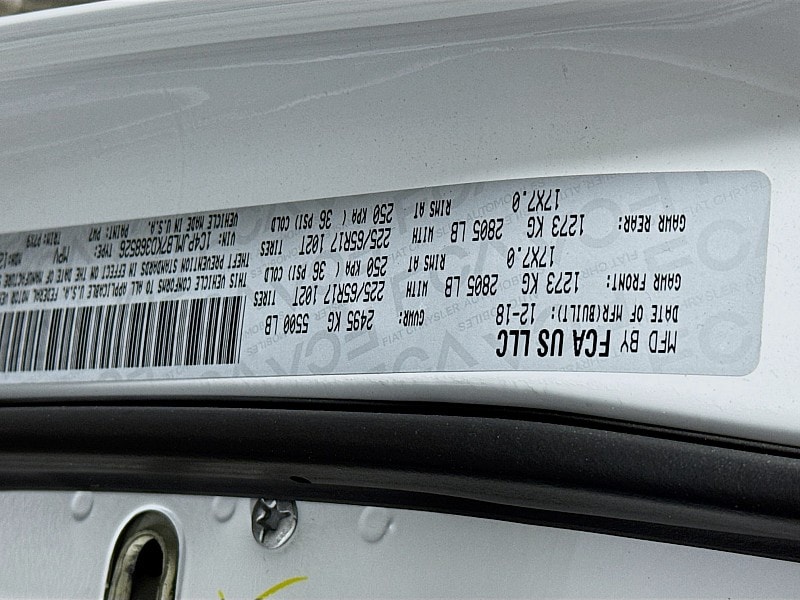 MFD BY FCA US LLC
DATE OF MFR(BUILT): 12-18 GVWR: 2495 KG 5500 LB
GAWR FRONT: 1273 KG 2805 LB WITH 225/65R17 102T TIRES
17X7.0 RIMS AT 250 KPA ( 36 PSI) COLD
GAWR REAR: 1273 KG 2805 LB WITH 225/65R17 102T TIRES
17X7.0 RIMS AT 250 KPA ( 36 PSI) COLD
THIS VEHICLE CONFORMS TO ALL APPLICABLE U.S.A. FEDERAL MOTOR
THEFT PREVENTION STANDARDS IN EFFECT ON THE DATE OF MANUFACTURE
TYPE: MPV
VEHICLE MADE IN U.S.A. PAINT: PW7